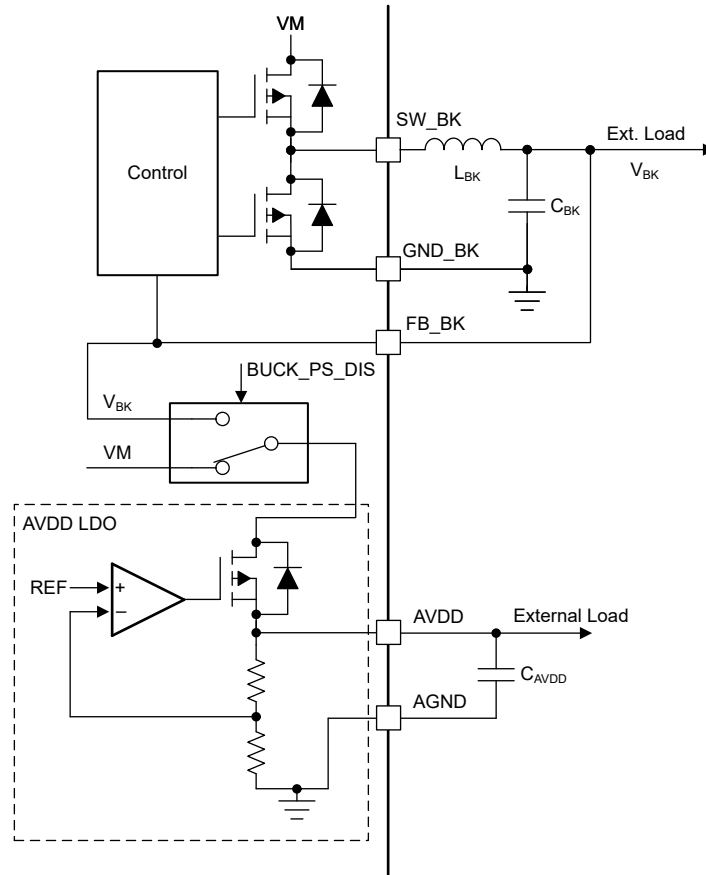 VM
Control
SW_BK
Ext. Load
L_BK
V_BK
C_BK
GND_BK
FB_BK
BUCK_PS_DIS
V_BK
VM
AVDD LDO
REF
+
−
AVDD
External Load
C_AVDD
AGND